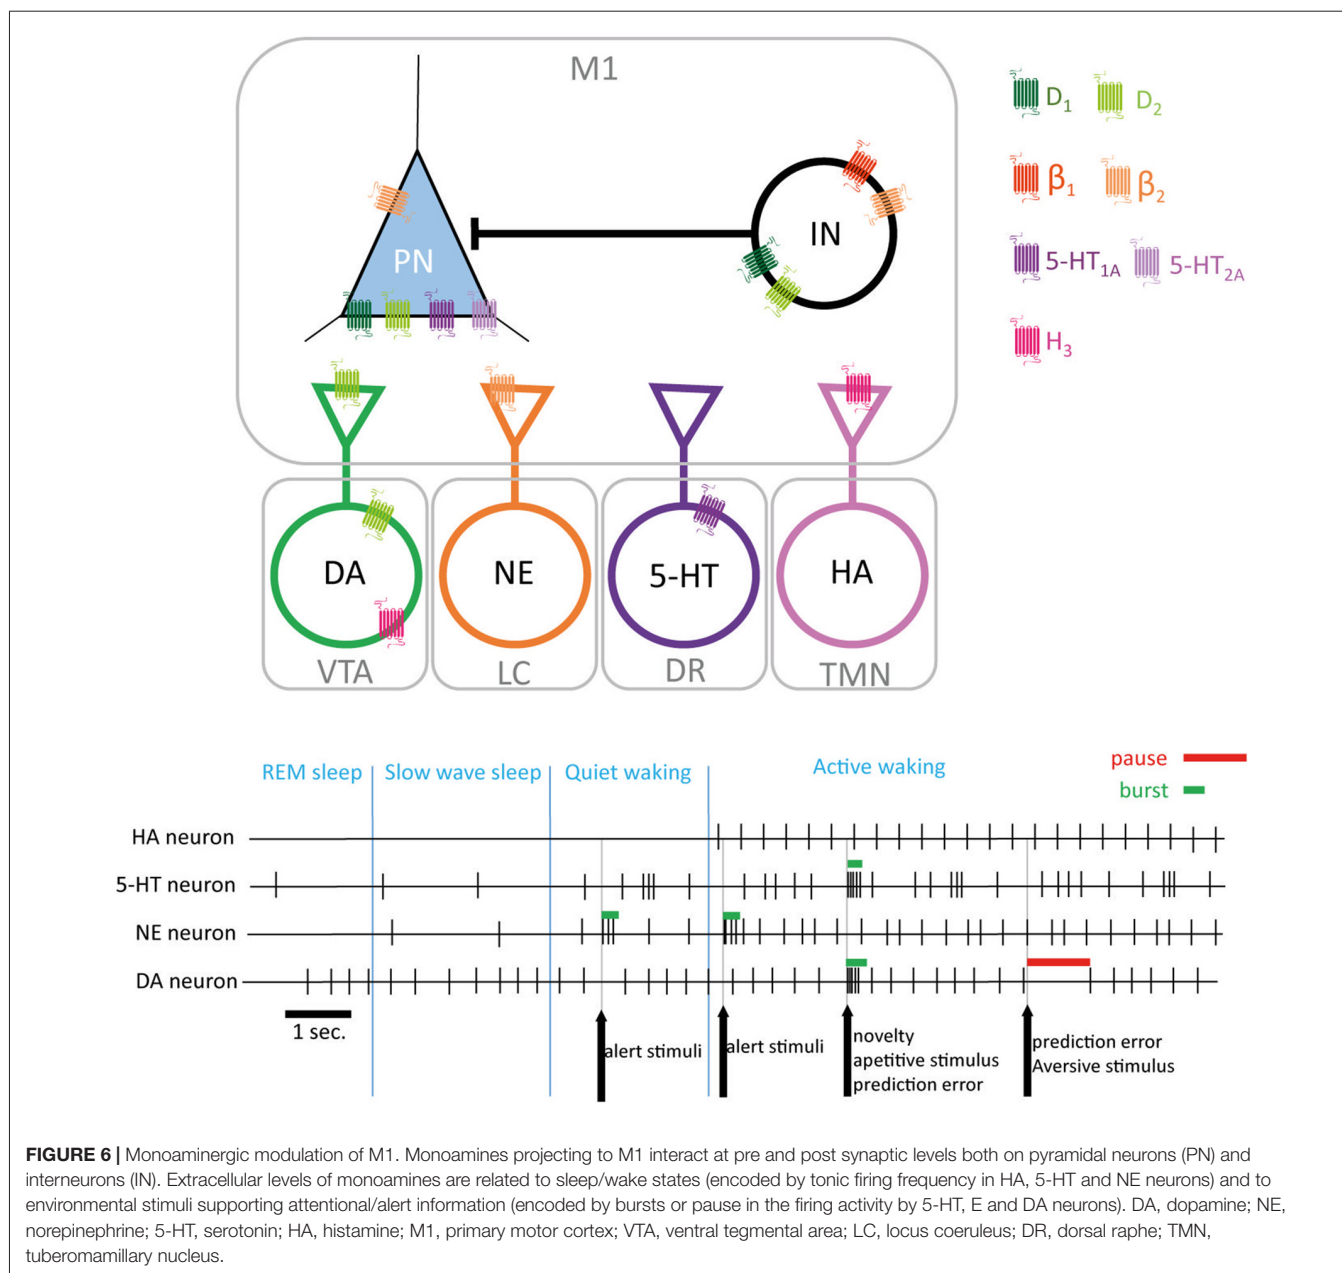 M1
D1
D2
β1
β2
5-HT1A
5-HT2A
H3
PN
IN
DA
NE
5-HT
HA
VTA
LC
DR
TMN
REM sleep
Slow wave sleep
Quiet waking
Active waking
pause
burst
HA neuron
5-HT neuron
NE neuron
DA neuron
1 sec.
alert stimuli
alert stimuli
novelty
apetitive stimulus
prediction error
prediction error
Aversive stimulus
FIGURE 6 | Monoaminergic modulation of M1. Monoamines projecting to M1 interact at pre and post synaptic levels both on pyramidal neurons (PN) and
interneurons (IN). Extracellular levels of monoamines are related to sleep/wake states (encoded by tonic firing frequency in HA, 5-HT and NE neurons) and to
environmental stimuli supporting attentional/alert information (encoded by bursts or pause in the firing activity by 5-HT, E and DA neurons). DA, dopamine; NE,
norepinephrine; 5-HT, serotonin; HA, histamine; M1, primary motor cortex; VTA, ventral tegmental area; LC, locus coeruleus; DR, dorsal raphe; TMN,
tuberomamillary nucleus.